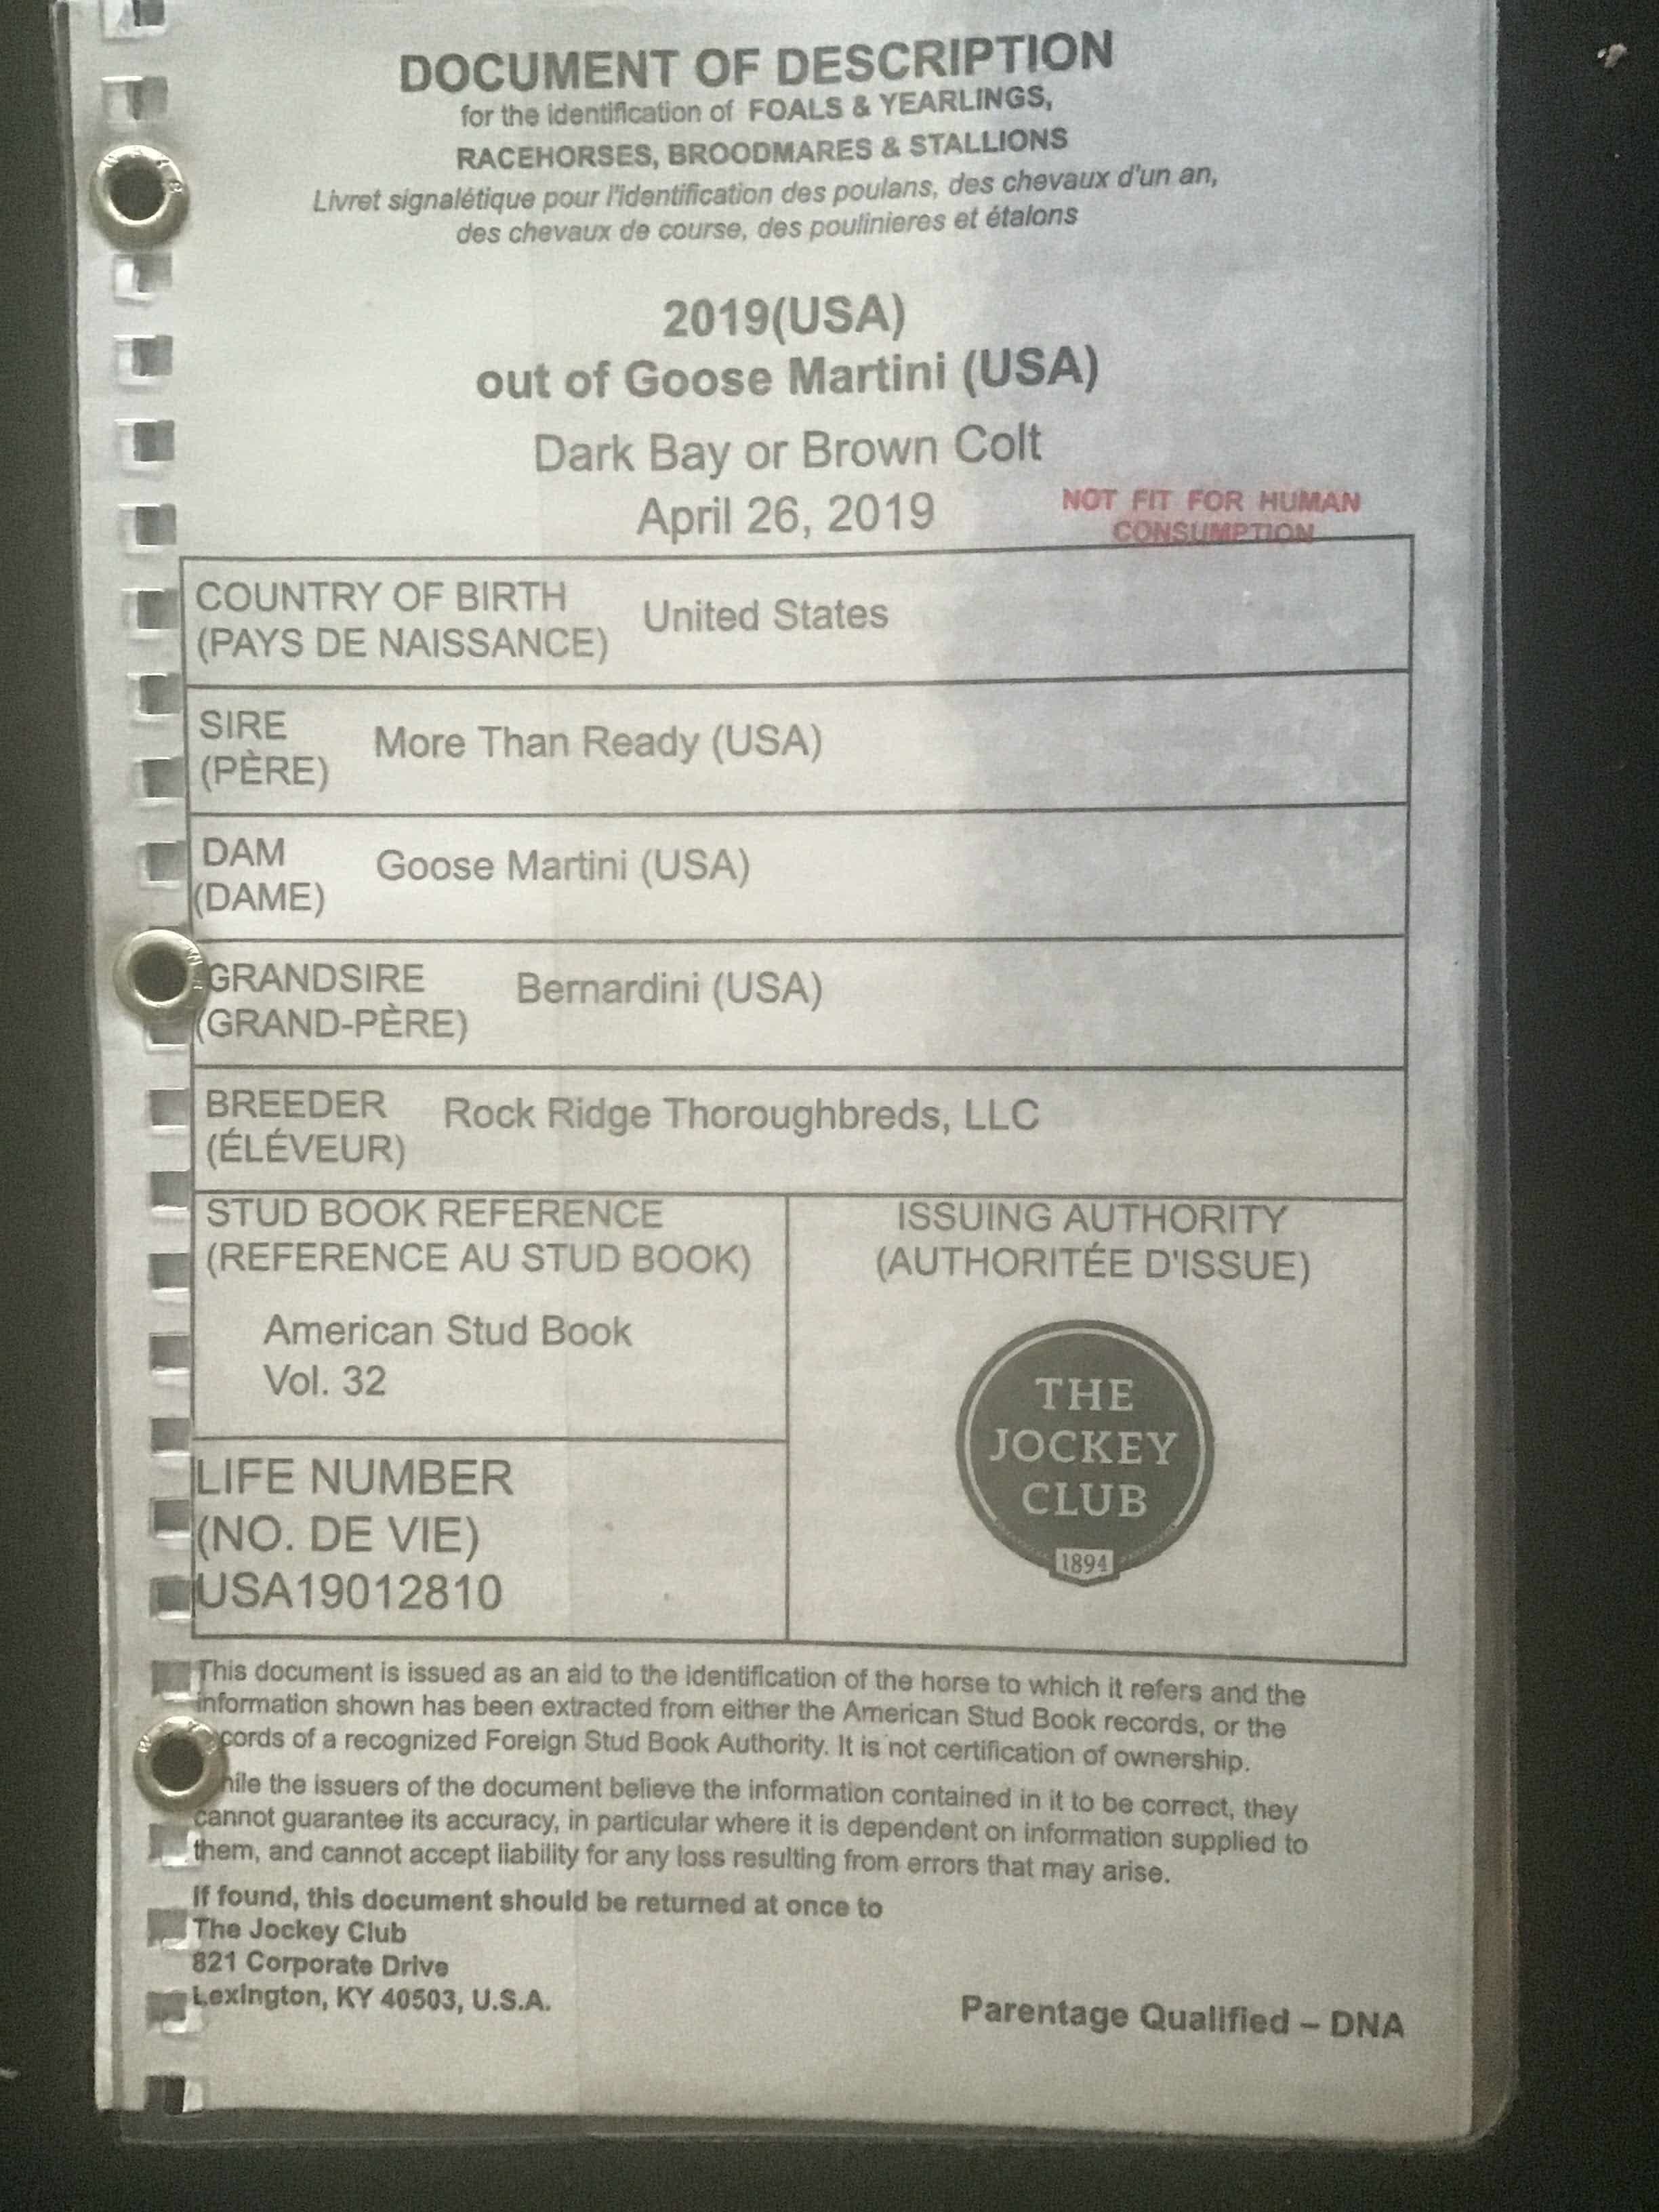 DOCUMENT OF DESCRIPTION
for the identification of FOALS & YEARLINGS,
RACEHORSES, BROODMARES & STALLIONS
Livret signalétique pour l'identification des poulans, des chevaux d'un an,
des chevaux de course, des poulinieres et étalons
2019(USA)
out of Goose Martini (USA)
Dark Bay or Brown Colt
April 26, 2019
NOT FIT FOR HUMAN
CONSUMPTION
COUNTRY OF BIRTH
(PAYS DE NAISSANCE)
United States
SIRE
(PÈRE)
More Than Ready (USA)
DAM
(DAME)
Goose Martini (USA)
GRANDSIRE
(GRAND-PÈRE)
Bernardini (USA)
BREEDER
(ÉLÉVEUR)
Rock Ridge Thoroughbreds, LLC
STUD BOOK REFERENCE
(REFERENCE AU STUD BOOK)
American Stud Book
Vol. 32
LIFE NUMBER
(NO. DE VIE)
USA19012810
ISSUING AUTHORITY
(AUTHORITÉE D'ISSUE)
THE
JOCKEY
CLUB
1894
This document is issued as an aid to the identification of the horse to which it refers and the
information shown has been extracted from either the American Stud Book records, or the
cords of a recognized Foreign Stud Book Authority. It is not certification of ownership.
hile the issuers of the document believe the information contained in it to be correct, they
cannot guarantee its accuracy, in particular where it is dependent on information supplied to
them, and cannot accept liability for any loss resulting from errors that may arise.
If found, this document should be returned at once to
The Jockey Club
821 Corporate Drive
Lexington, KY 40503, U.S.A.
Parentage Qualified – DNA